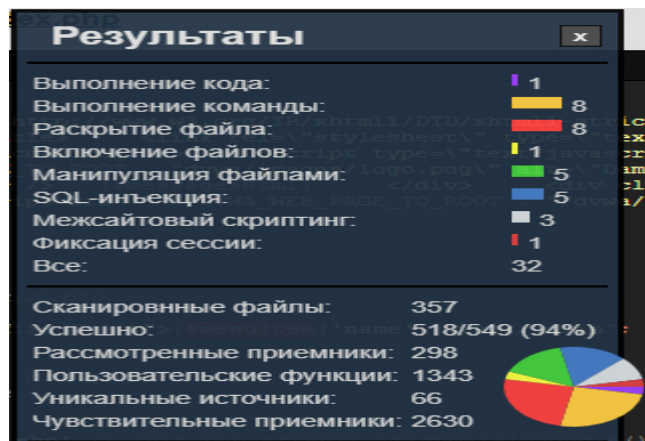 ex.php
Результаты x
Выполнение кода: 1
Выполнение команды: 8
Раскрытие файла: 8
Включение файлов: 1
Манипуляция файлами: 5
SQL-инъекция: 5
Межсайтовый скриптинг: 3
Фиксация сессии: 1
Все: 32
Сканировнные файлы: 357
Успешно: 518/549 (94%)
Рассмотренные приемники: 298
Пользовательские функции: 1343
Уникальные источники: 66
Чувствительные приемники: 2630